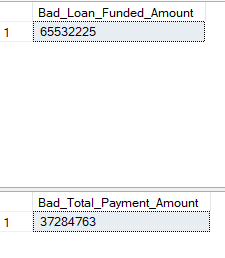 Bad_Loan_Funded_Amount
1 65532225
Bad_Total_Payment_Amount
1 37284763